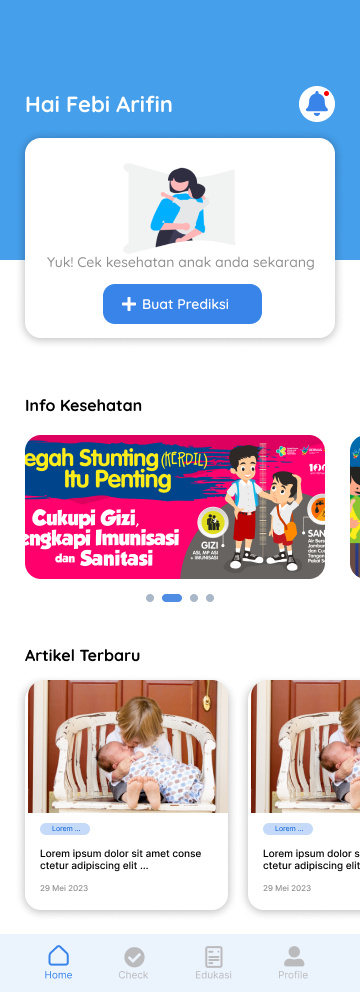 Hai Febi Arifin
Yuk! Cek kesehatan anak anda sekarang
Buat Prediksi
Info Kesehatan
egah Stunting (KERDIL)
Itu Penting
Cukupi Gizi,
engkapi Imunisasi
dan Sanitasi
GIZI
ASI, MP ASI
& IMUNISASI
SAN
Air Bers
Artikel Terbaru
Lorem ...
Lorem ipsum dolor sit amet conse
ctetur adipiscing elit ...
29 Mei 2023
Lorem ...
Lorem ipsum dolor
ctetur adipiscing e
29 Mei 2023
Home
Check
Edukasi
Profile